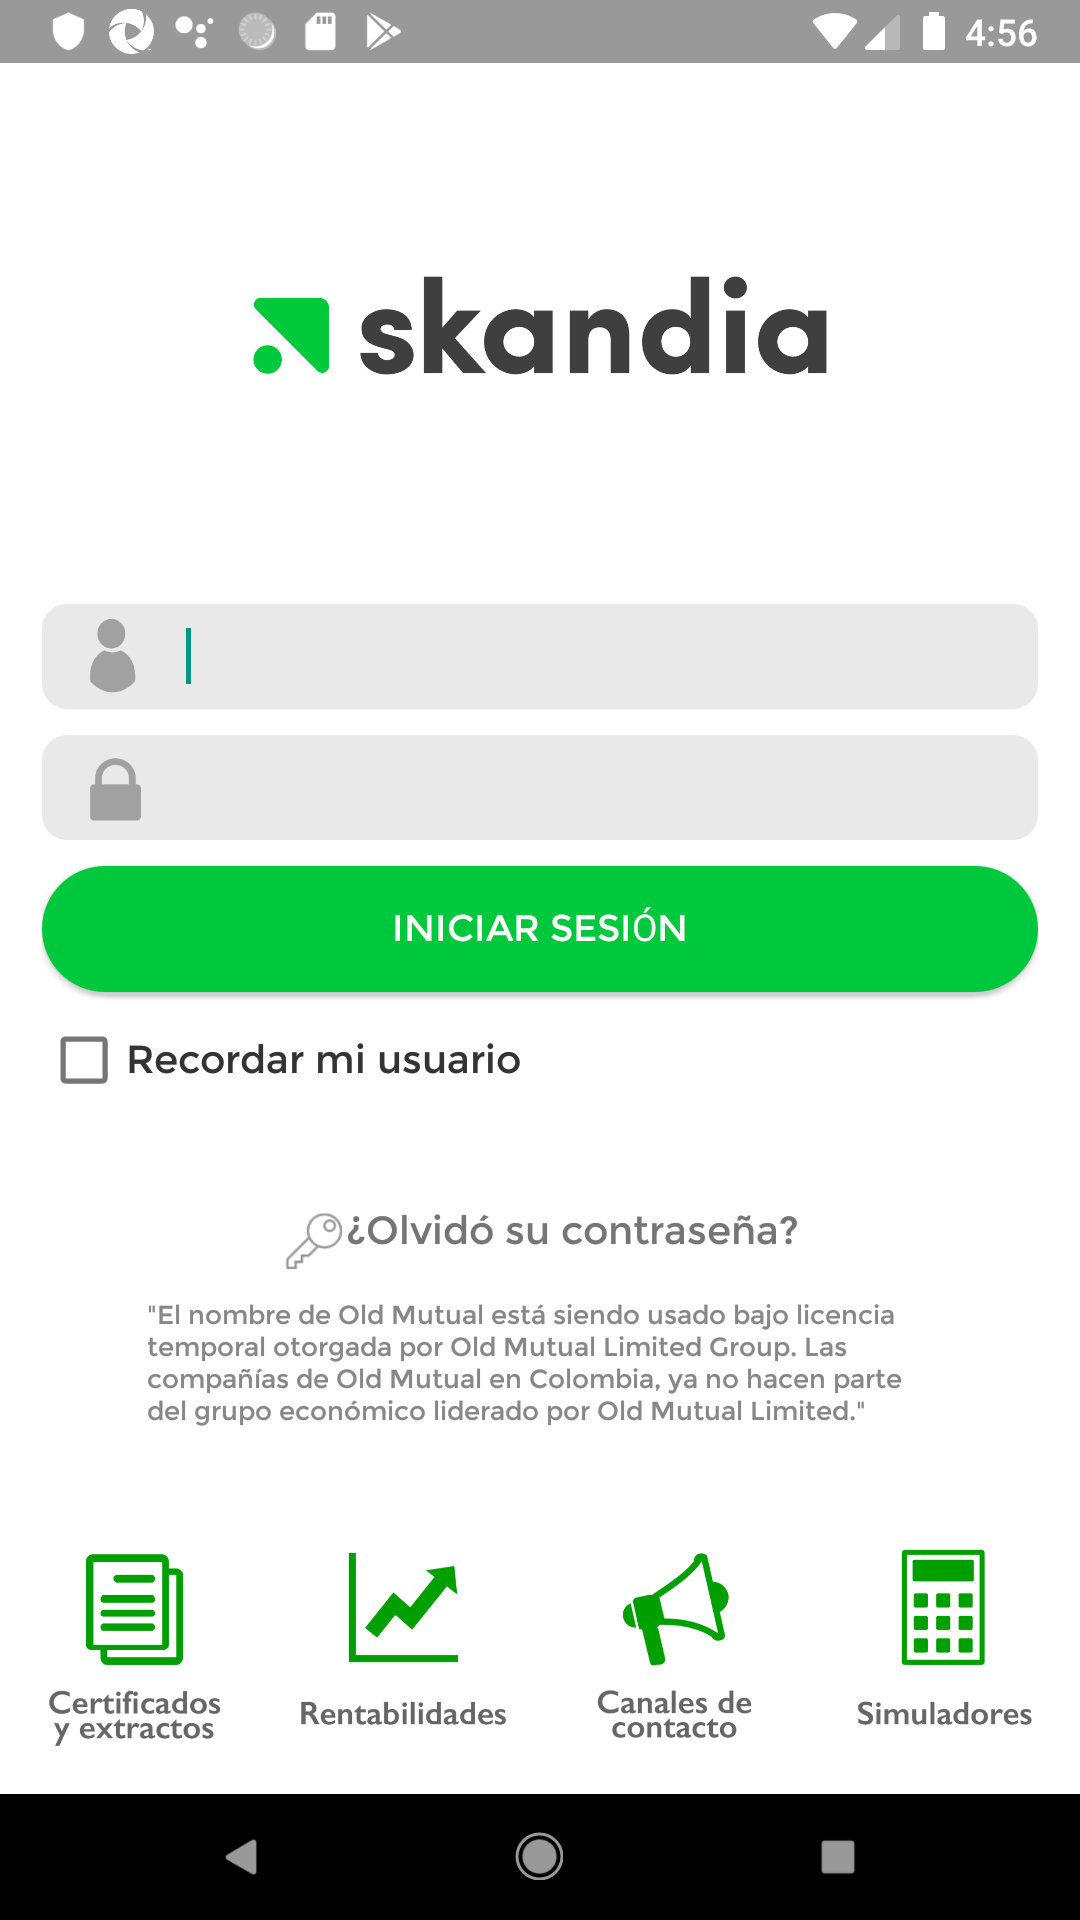 4:56
skandia
INICIAR SESIÓN
Recordar mi usuario
¿Olvidó su contraseña?
"El nombre de Old Mutual está siendo usado bajo licencia
temporal otorgada por Old Mutual Limited Group. Las
compañías de Old Mutual en Colombia, ya no hacen parte
del grupo económico liderado por Old Mutual Limited."
Certificados
y extractos
Rentabilidades
Canales de
contacto
Simuladores